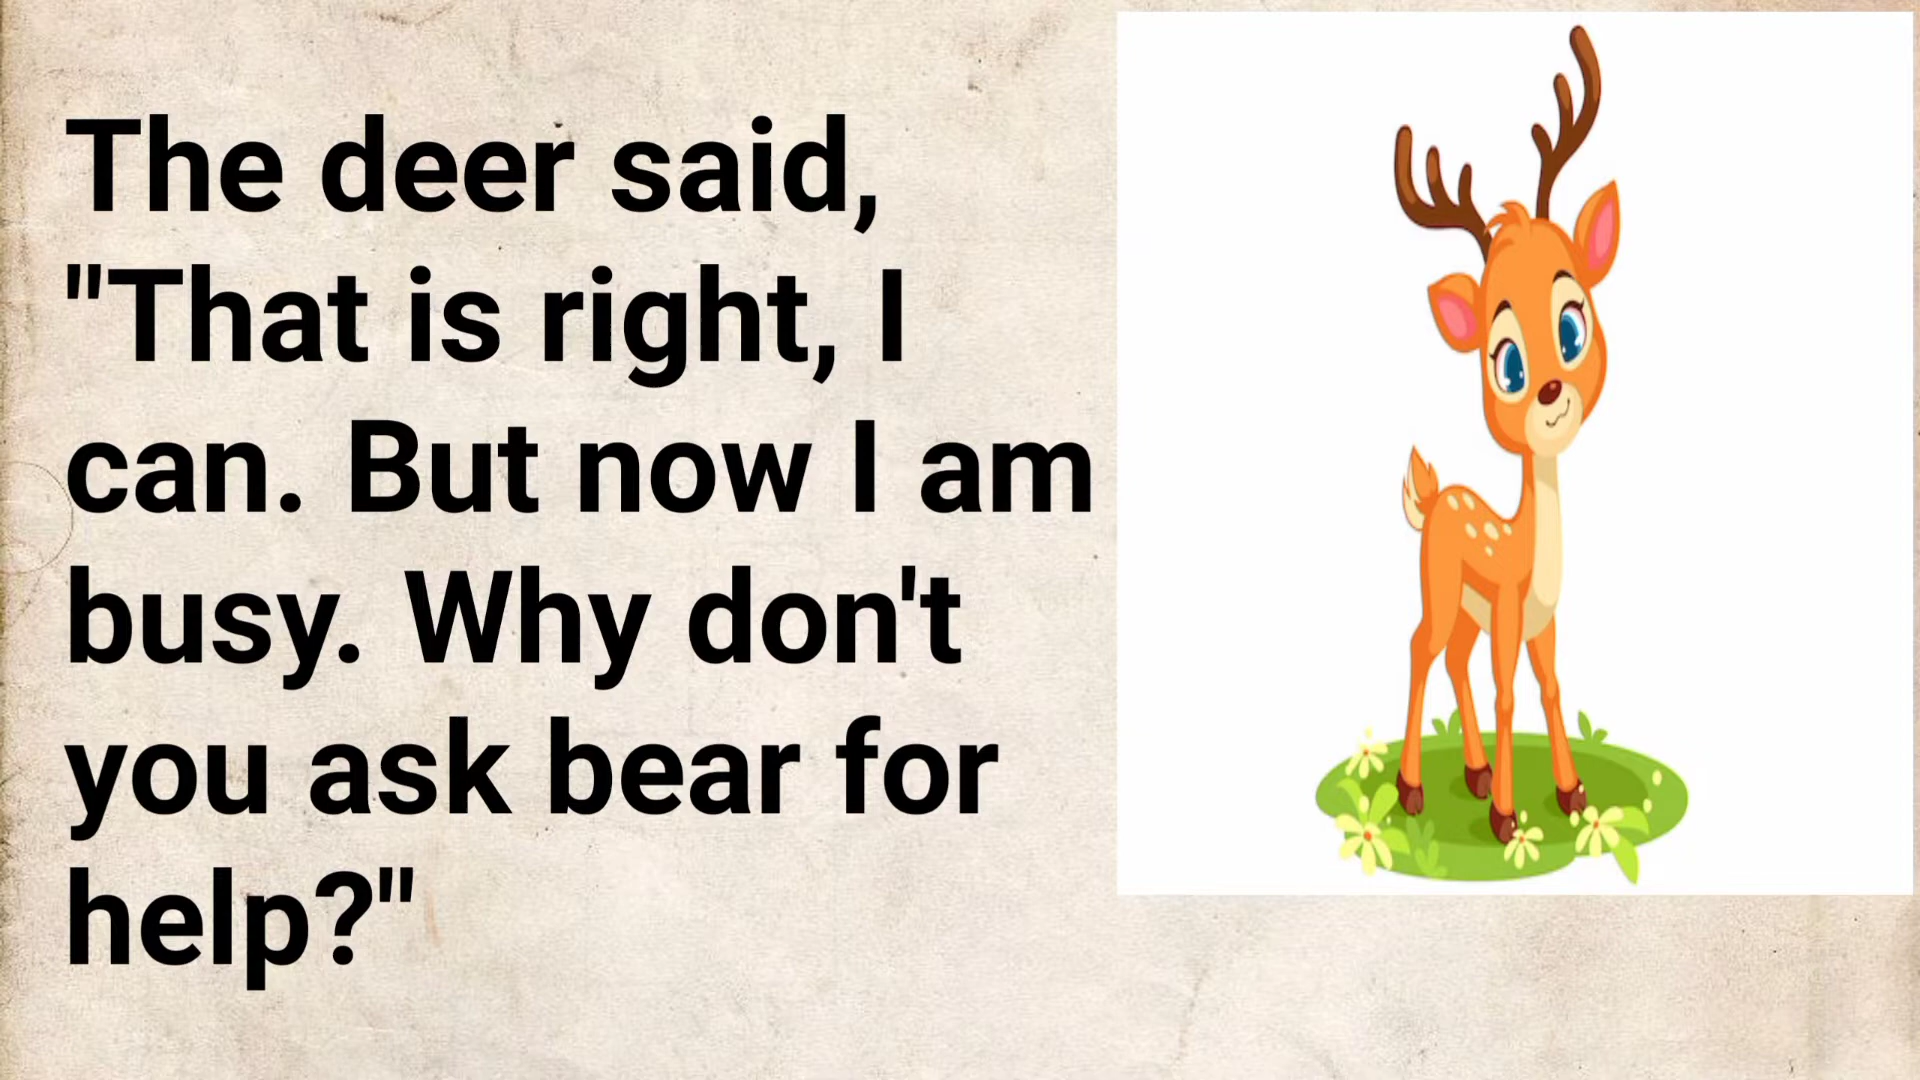 The deer said,
"That is right, I
can. But now I am
busy. Why don't
you ask bear for
help?"